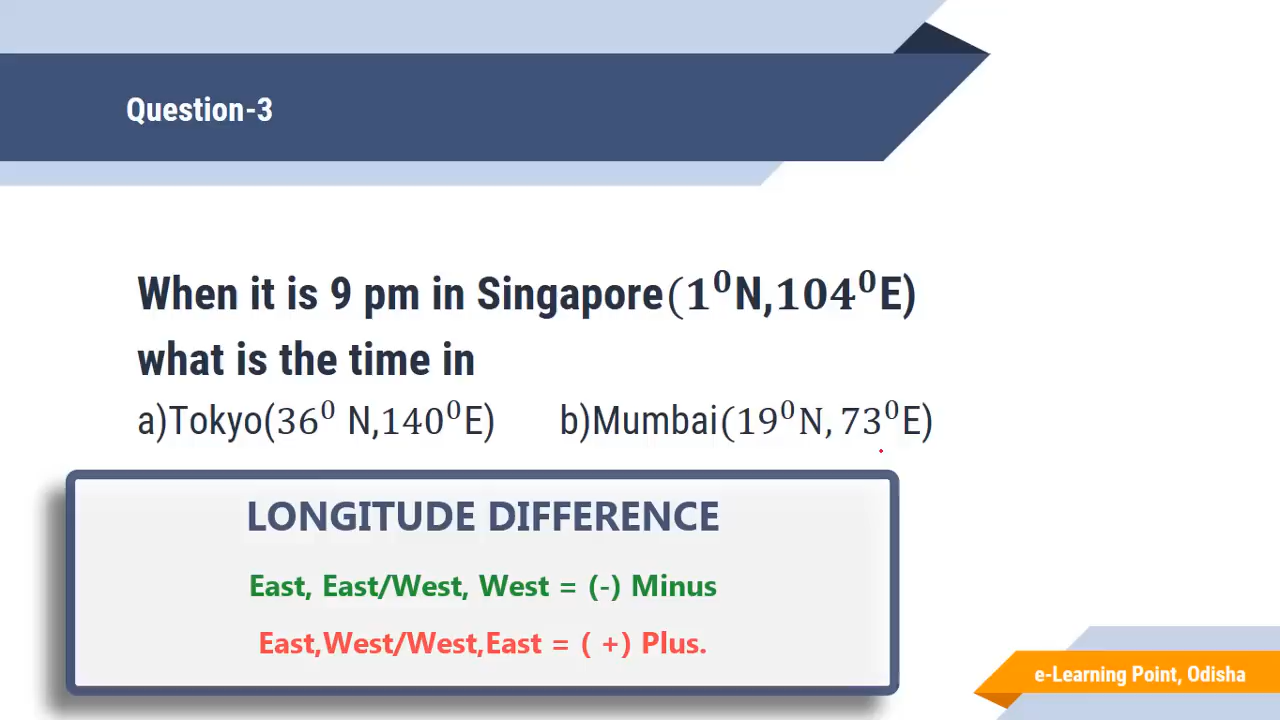 Question-3
When it is 9 pm in Singapore(1⁰N,104⁰E)
what is the time in
a)Tokyo(36⁰ N,140⁰E) b)Mumbai(19⁰N, 73⁰E)
LONGITUDE DIFFERENCE
East, East/West, West = (-) Minus
East,West/West,East = ( +) Plus.
e-Learning Point, Odisha